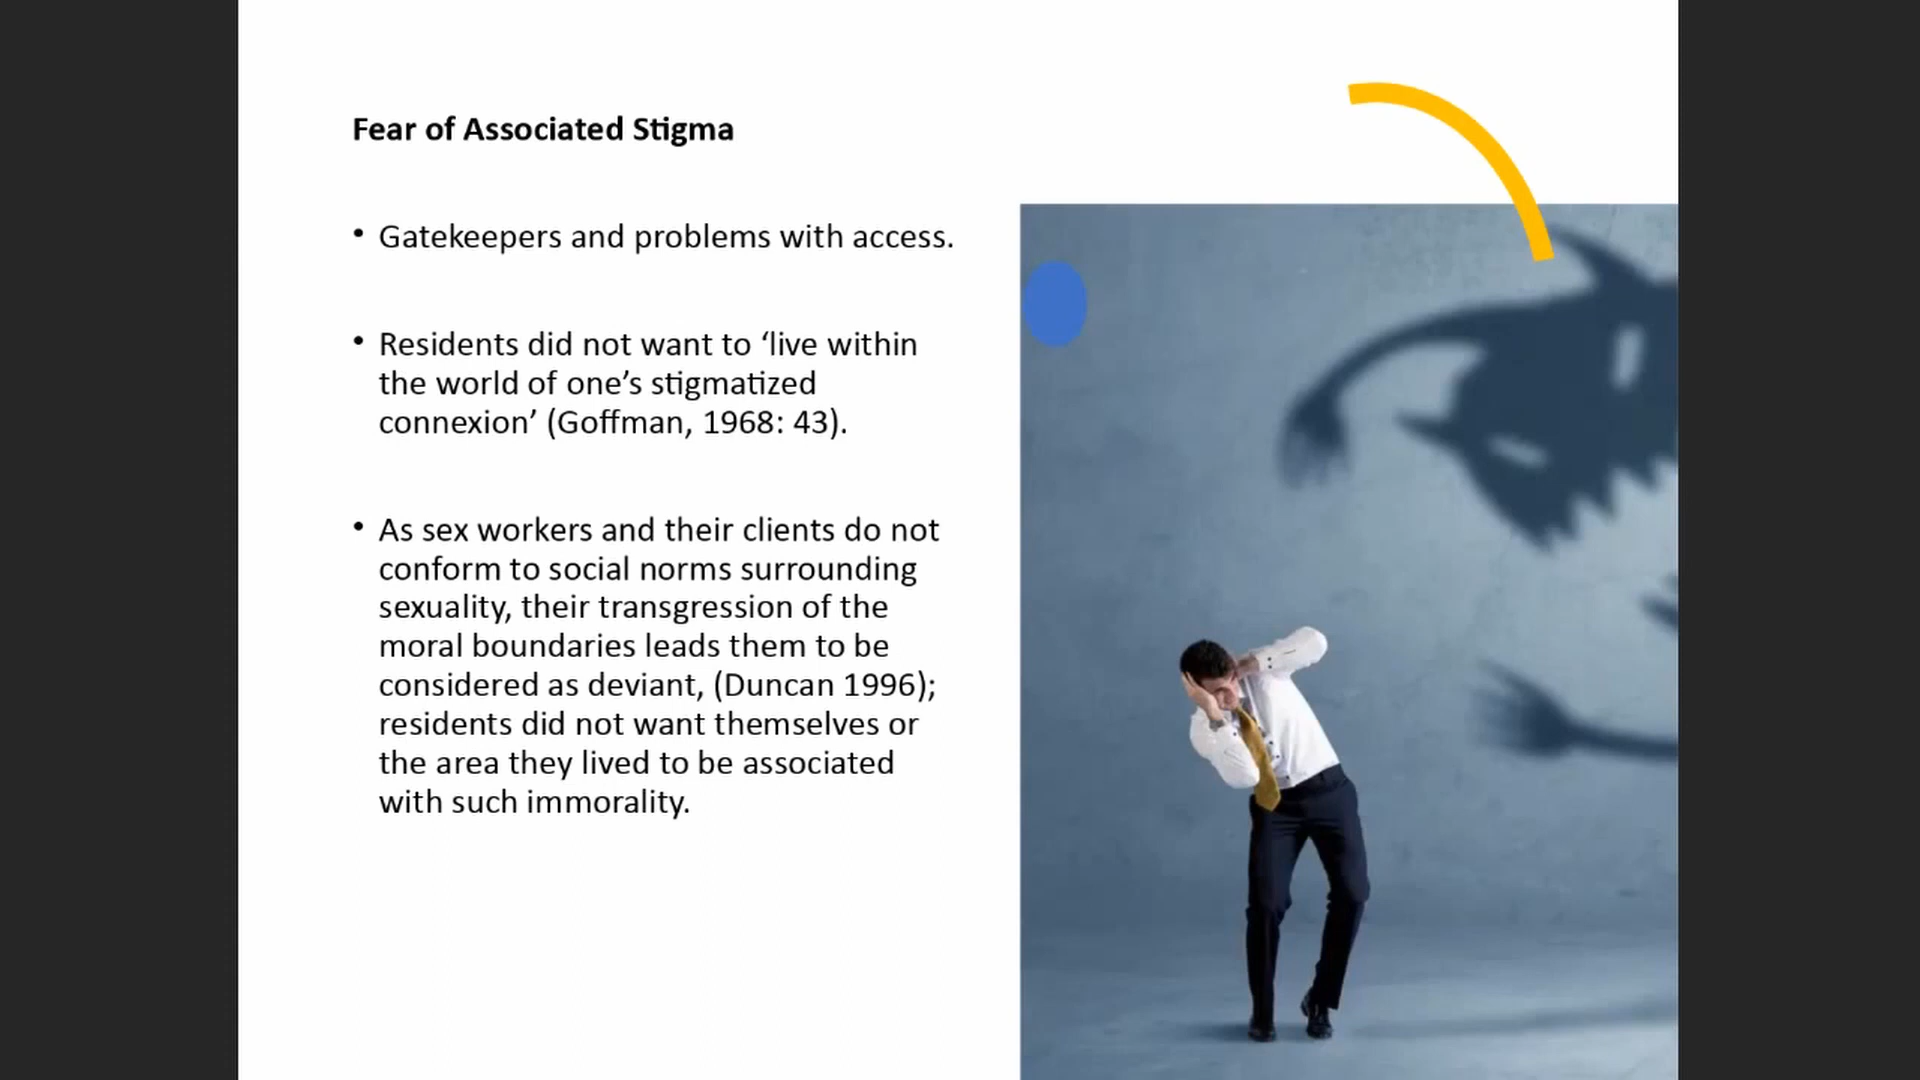 Fear of Associated Stigma
• Gatekeepers and problems with access.
• Residents did not want to ‘live within
the world of one’s stigmatized
connexion’ (Goffman, 1968: 43).
• As sex workers and their clients do not
conform to social norms surrounding
sexuality, their transgression of the
moral boundaries leads them to be
considered as deviant, (Duncan 1996);
residents did not want themselves or
the area they lived to be associated
with such immorality.